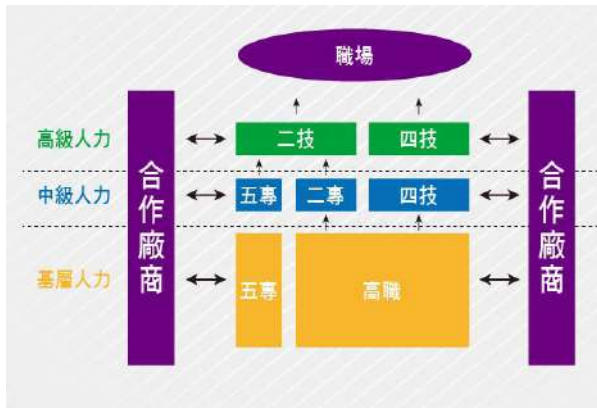 職場
高級人力
二技
四技
中級人力
五專
二專
四技
基層人力
五專
高職
合作廠商
合作廠商